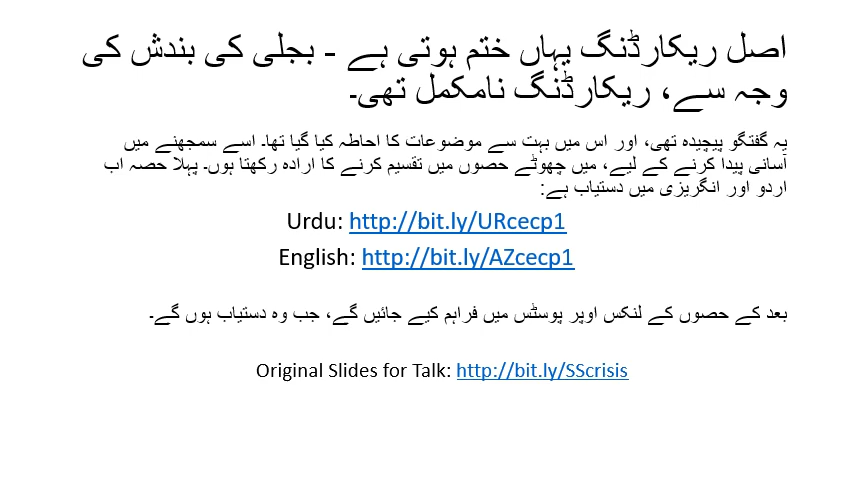 اصل ریکارڈنگ یہاں ختم ہوتی ہے - بجلی کی بندش کی
وجہ سے، ریکارڈنگ نامکمل تھی۔
یہ گفتگو پیچیدہ تھی، اور اس میں بہت سے موضوعات کا احاطہ کیا گیا تھا۔ اسے سمجھنے میں
آسانی پیدا کرنے کے لیے، میں چھوٹے حصوں میں تقسیم کرنے کا ارادہ رکھتا ہوں۔ پہلا حصہ اب
اردو اور انگریزی میں دستیاب ہے:
Urdu: http://bit.ly/URcecp1
English: http://bit.ly/AZcecp1
بعد کے حصوں کے لنکس اوپر پوسٹس میں فراہم کیے جائیں گے، جب وہ دستیاب ہوں گے۔
Original Slides for Talk: http://bit.ly/SScrisis